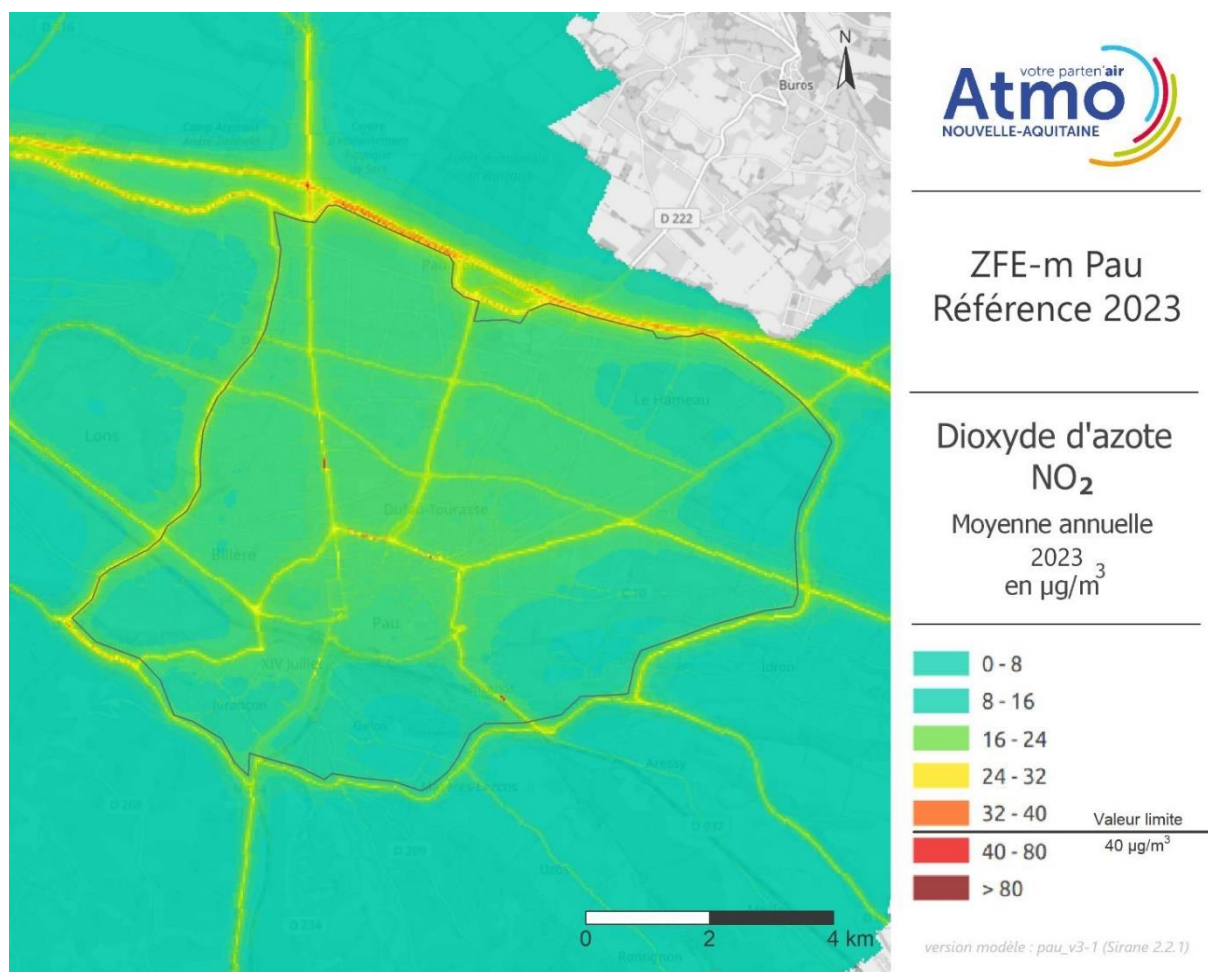 D 222
Buros
N
Lons
Billère
Pau
Le Hameau
Dufau-Tourasse
XIV Juillet
Jurançon
Gelos
Idron
Aressy
Uzos
D 268
D 209
D 234
Rontignon
0 2 4 km
votre parten'air
Atmo
NOUVELLE-AQUITAINE
ZFE-m Pau
Référence 2023
Dioxyde d'azote
NO₂
Moyenne annuelle
2023
en µg/m³
0 - 8
8 - 16
16 - 24
24 - 32
32 - 40
Valeur limite
40 µg/m³
40 - 80
> 80
version modèle : pau_v3-1 (Sirane 2.2.1)